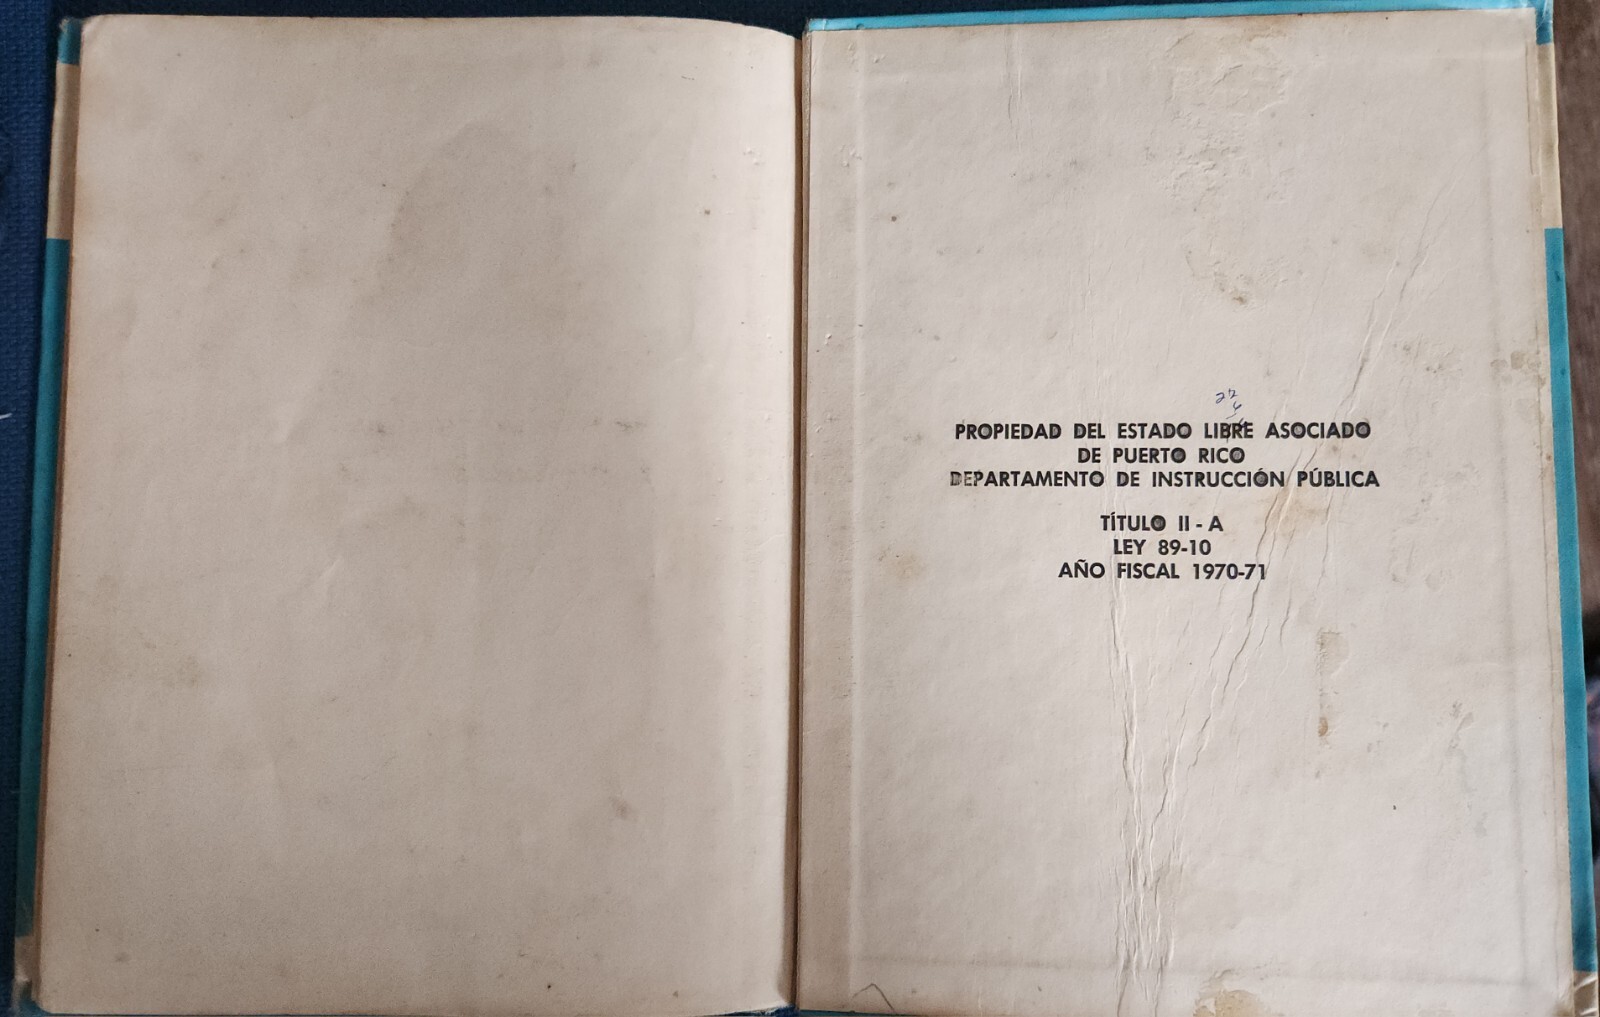 PROPIEDAD DEL ESTADO LIBRE ASOCIADO
DE PUERTO RICO
DEPARTAMENTO DE INSTRUCCIÓN PÚBLICA
TÍTULO II - A
LEY 89-10
AÑO FISCAL 1970-71